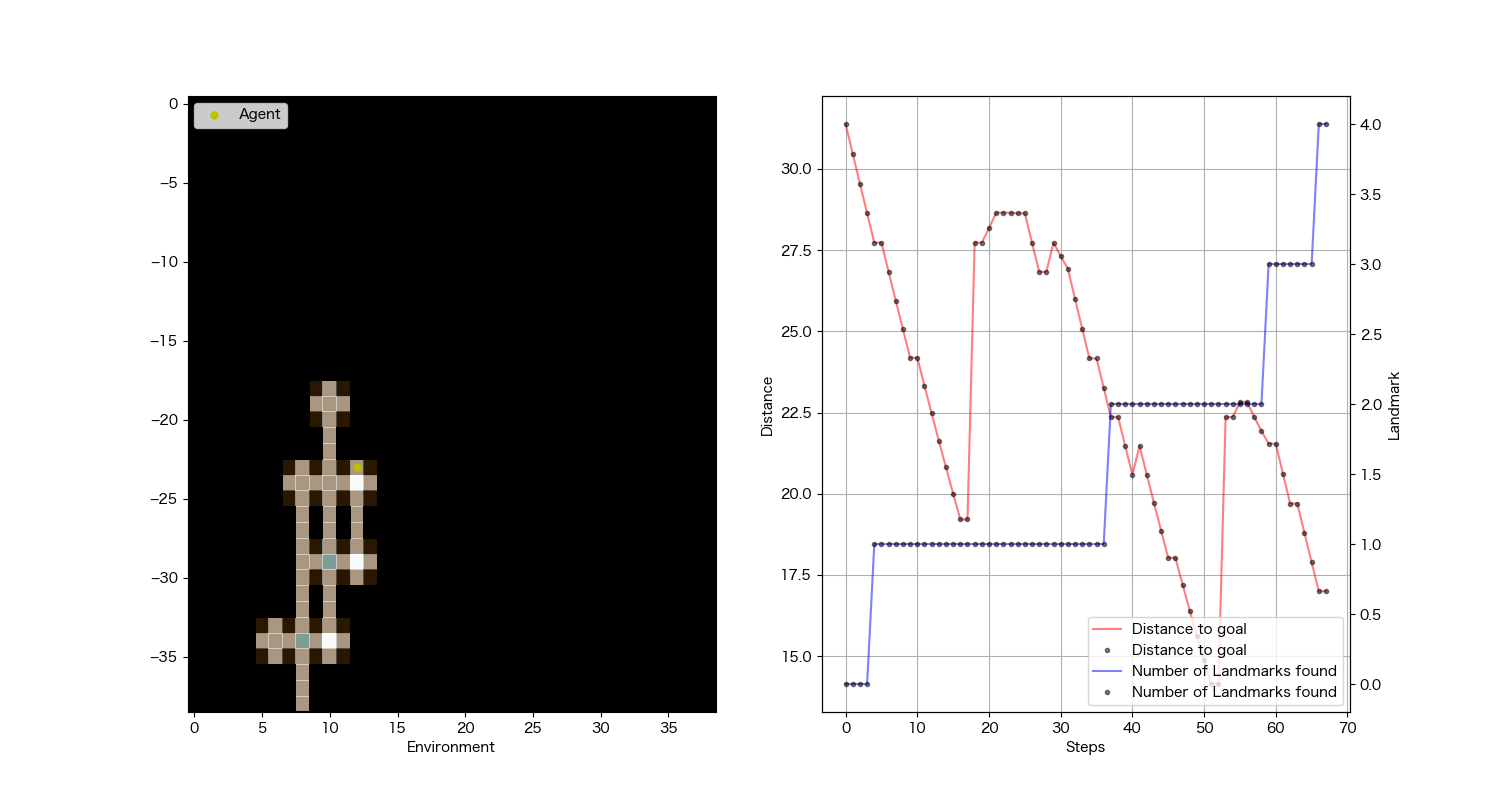 Agent
0
−5
−10
−15
−20
−25
−30
−35
0 5 10 15 20 25 30 35
Environment
30.0
27.5
25.0
22.5
20.0
17.5
15.0
Distance
0 10 20 30 40 50 60 70
Steps
4.0
3.5
3.0
2.5
2.0
1.5
1.0
0.5
0.0
Landmark
Distance to goal
Distance to goal
Number of Landmarks found
Number of Landmarks found